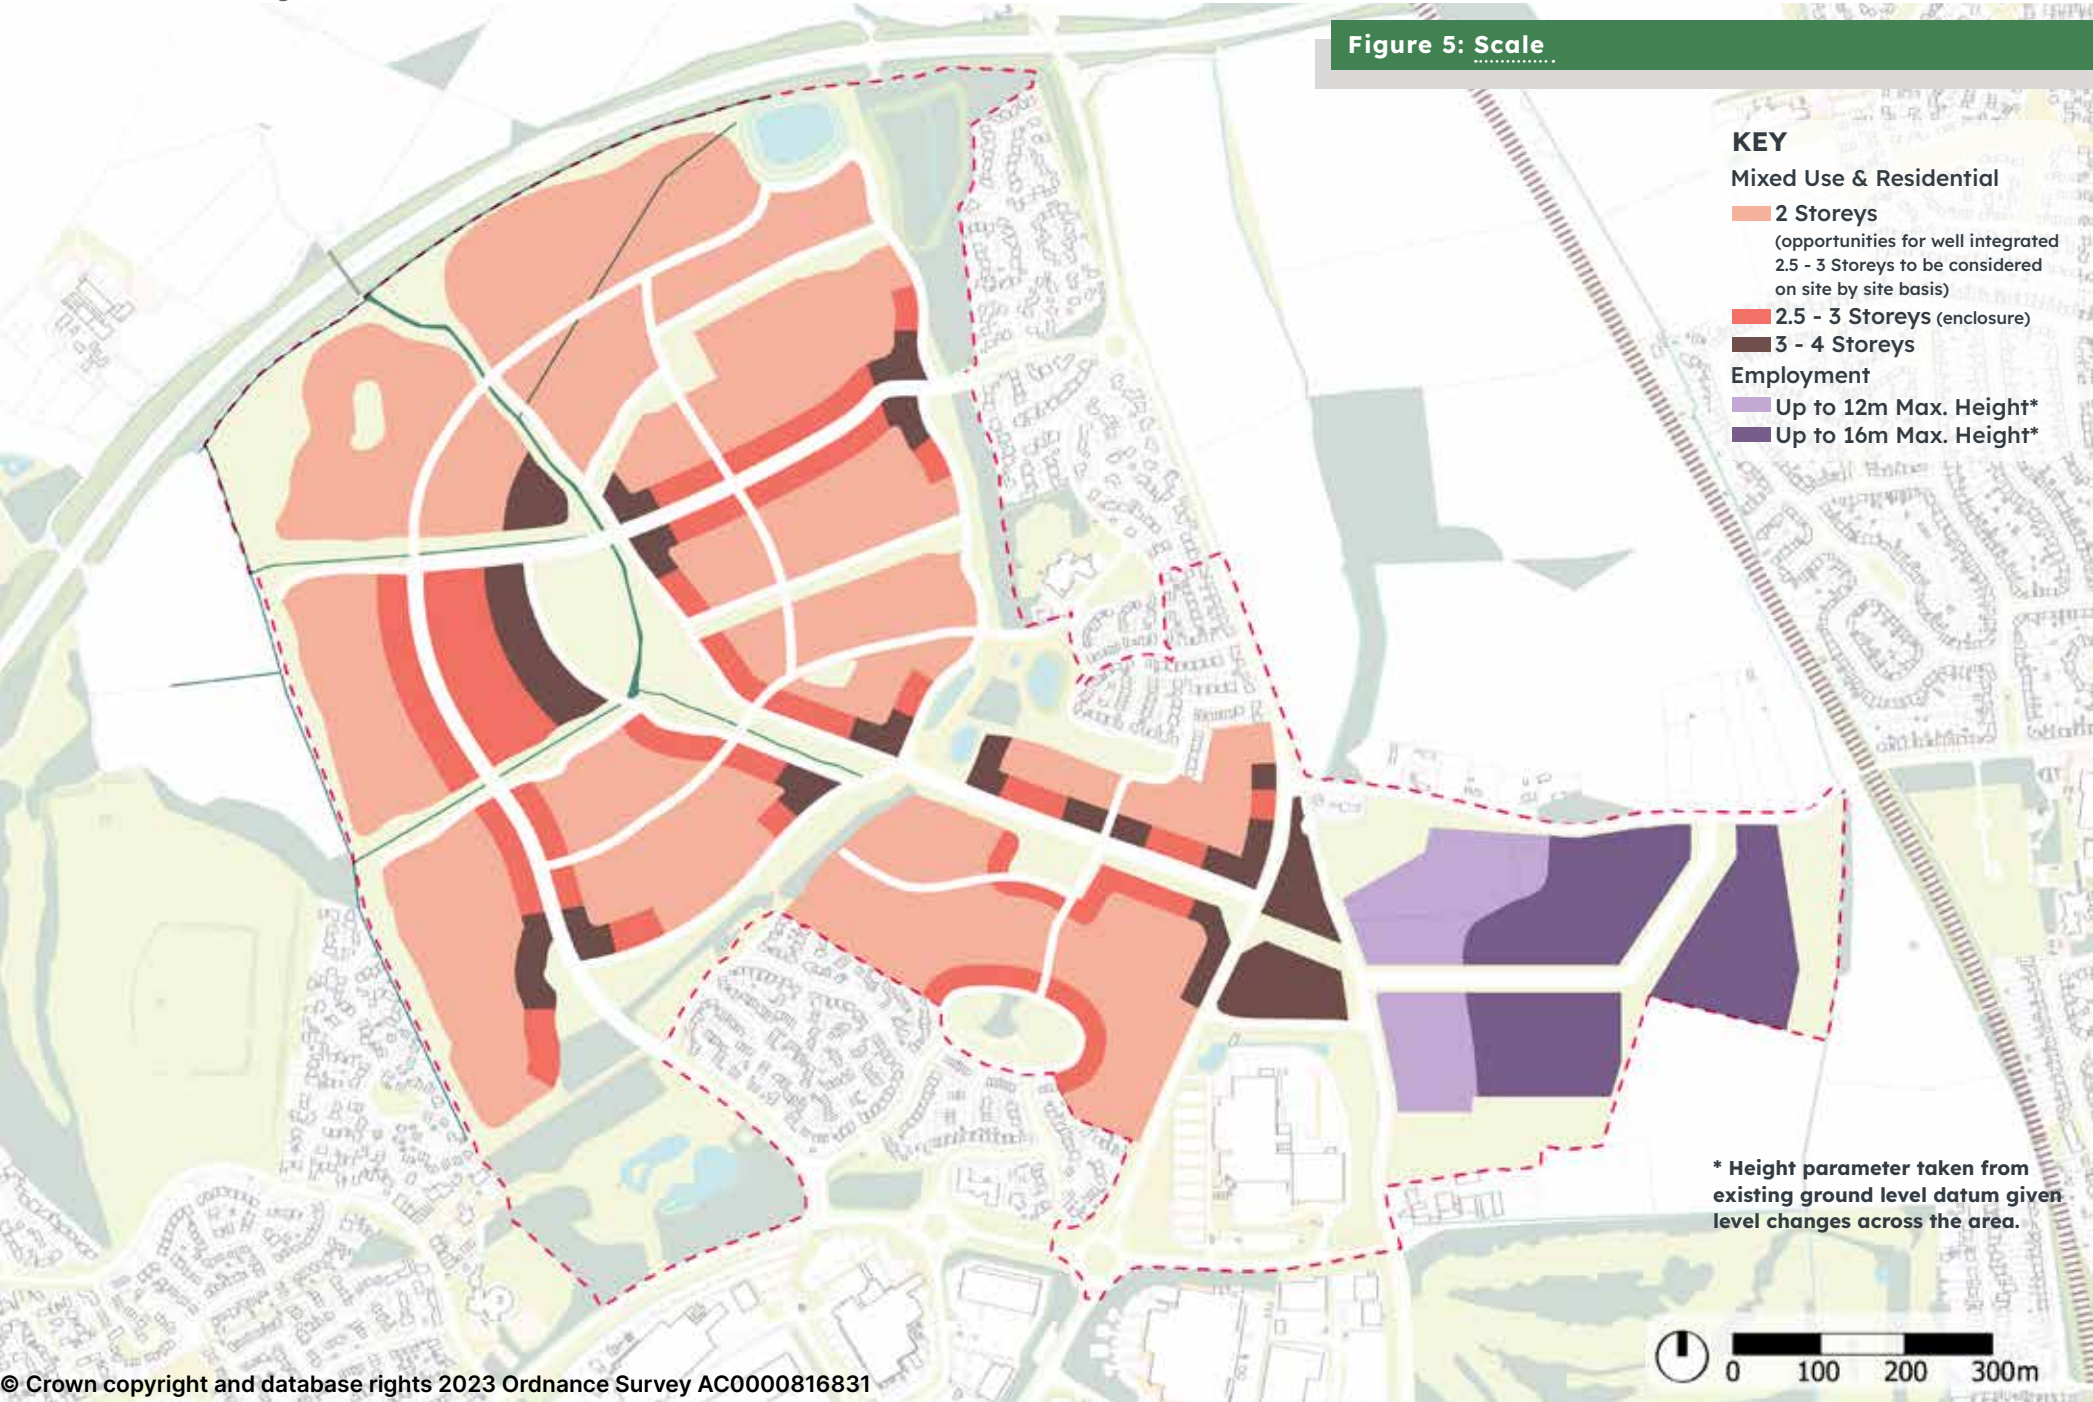 Figure 5: Scale
KEY
Mixed Use & Residential
2 Storeys
(opportunities for well integrated
2.5 - 3 Storeys to be considered
on site by site basis)
2.5 - 3 Storeys (enclosure)
3 - 4 Storeys
Employment
Up to 12m Max. Height*
Up to 16m Max. Height*
* Height parameter taken from
existing ground level datum given
level changes across the area.
0 100 200 300m
© Crown copyright and database rights 2023 Ordnance Survey AC0000816831